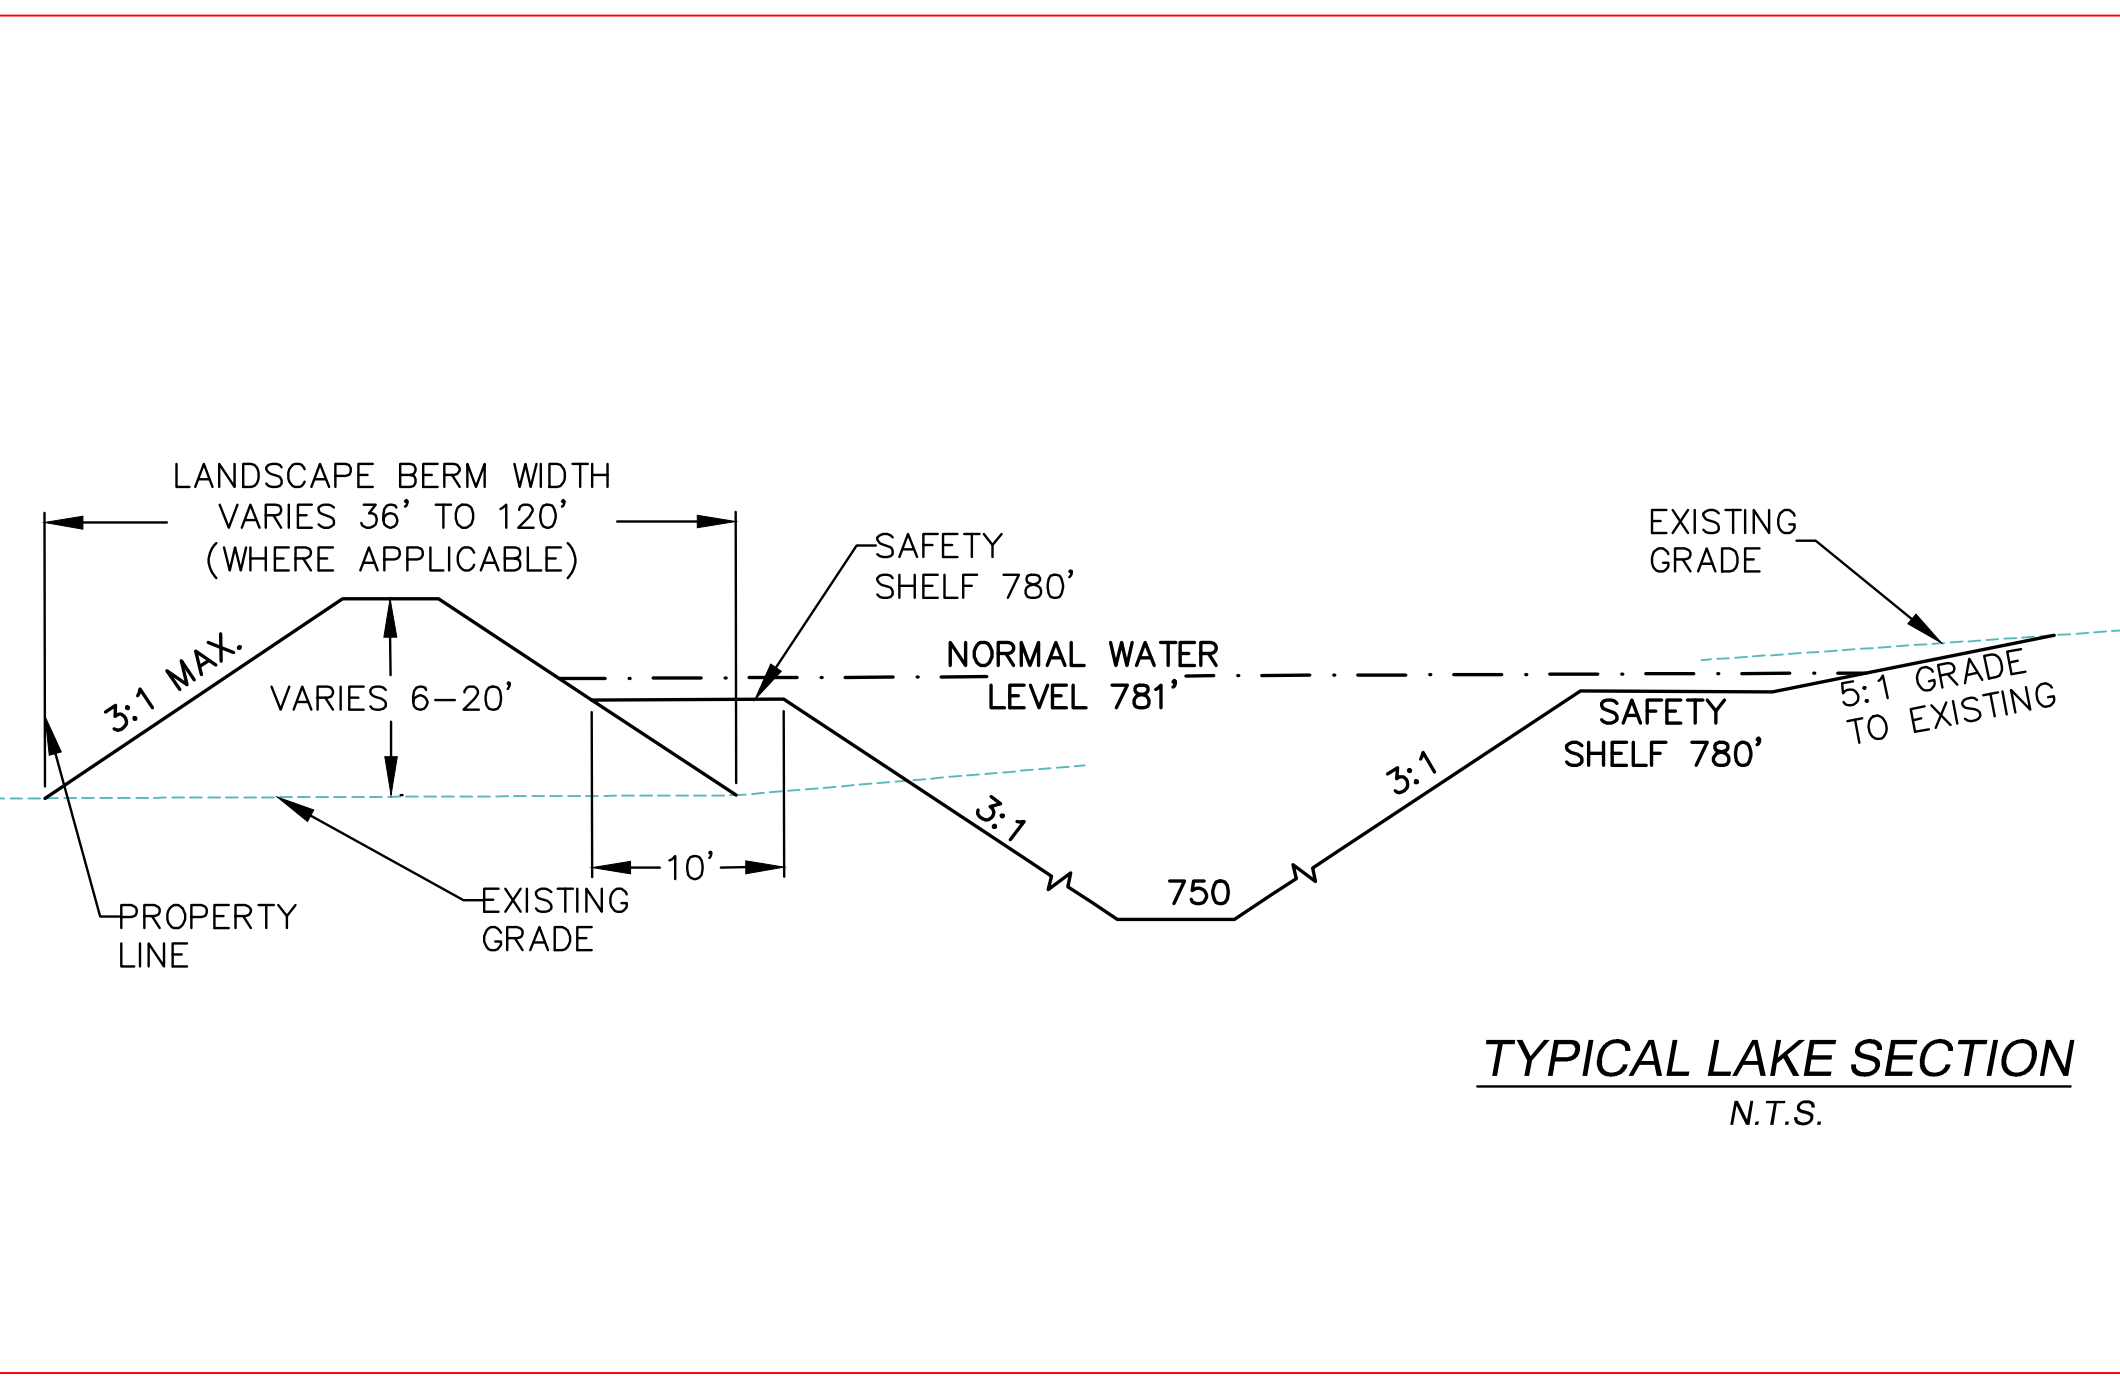 LANDSCAPE BERM WIDTH
VARIES 36' TO 120'
(WHERE APPLICABLE)
SAFETY
SHELF 780'
EXISTING
GRADE
3:1 MAX.
VARIES 6-20'
NORMAL WATER
LEVEL 781'
5:1 GRADE
TO EXISTING
SAFETY
SHELF 780'
3:1
3:1
10'
750
PROPERTY
LINE
EXISTING
GRADE
TYPICAL LAKE SECTION
N.T.S.